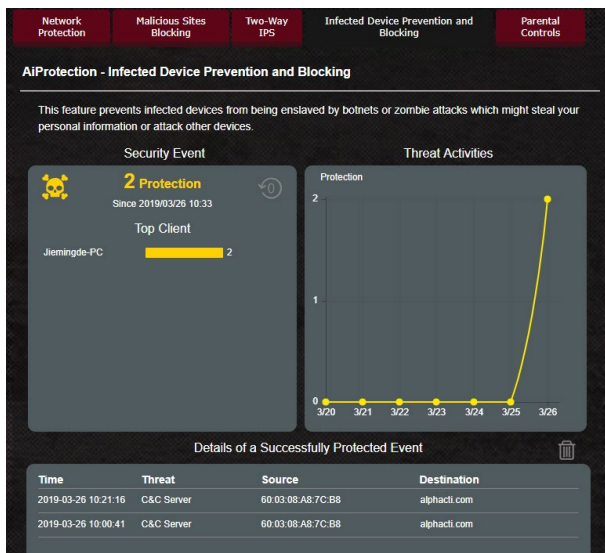 Network Protection
Malicious Sites Blocking
Two-Way IPS
Infected Device Prevention and Blocking
Parental Controls
AiProtection - Infected Device Prevention and Blocking
This feature prevents infected devices from being enslaved by botnets or zombie attacks which might steal your
personal information or attack other devices.
Security Event
2 Protection
0
Since 2019/03/26 10:33
Top Client
Jiemingde-PC 2
Threat Activities
Protection
2
1
0
3/20 3/21 3/22 3/23 3/24 3/25 3/26
Details of a Successfully Protected Event
Time Threat Source Destination
2019-03-26 10:21:16 C&C Server 60:03:08:A8:7C:B8 alphacti.com
2019-03-26 10:00:41 C&C Server 60:03:08:A8:7C:B8 alphacti.com